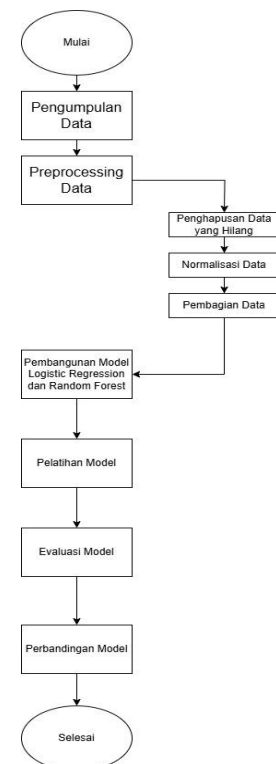 Mulai
Pengumpulan
Data
Preprocessing
Data
Penghapusan Data
yang Hilang
Normalisasi Data
Pembagian Data
Pembangunan Model
Logistic Regression
dan Random Forest
Pelatihan Model
Evaluasi Model
Perbandingan Model
Selesai